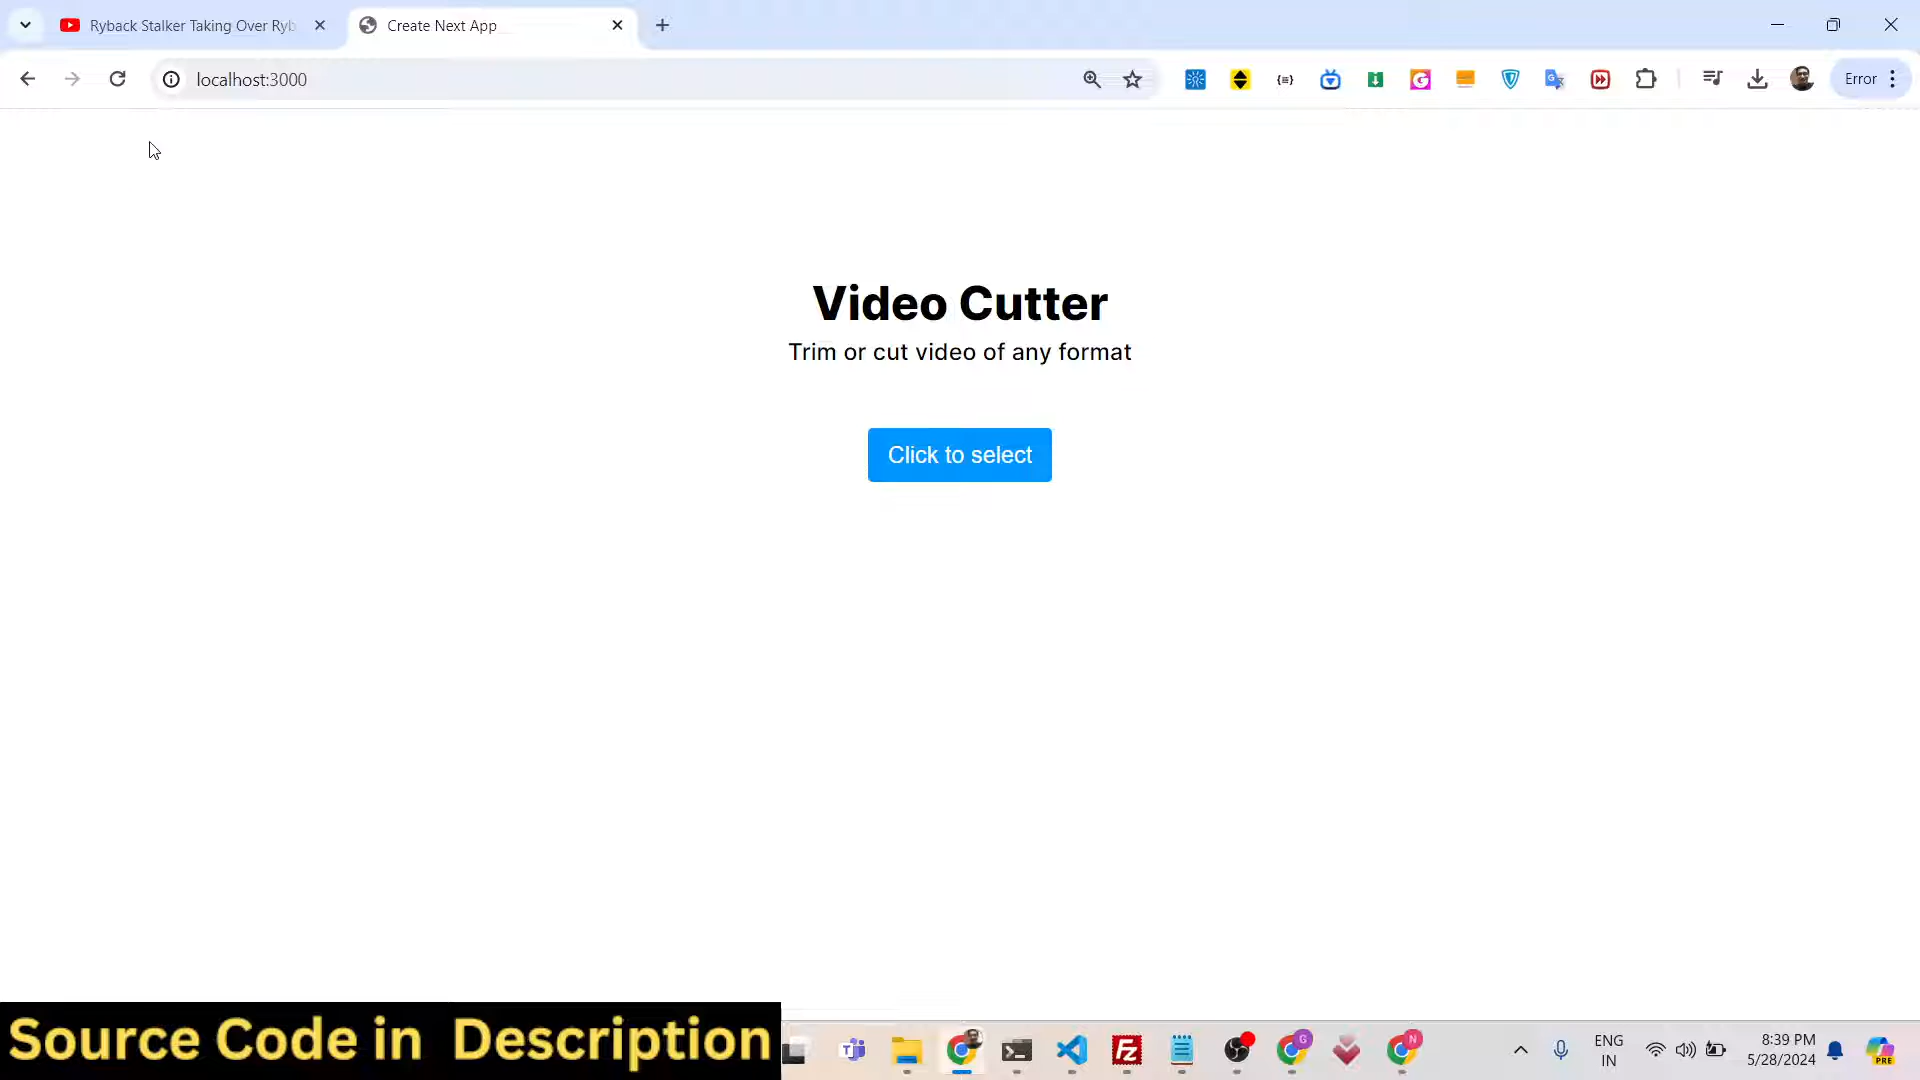 Ryback Stalker Taking Over Ryb
Create Next App
localhost:3000
Error
Video Cutter
Trim or cut video of any format
Click to select
Source Code in Description
ENG
IN
8:39 PM
5/28/2024
PRE